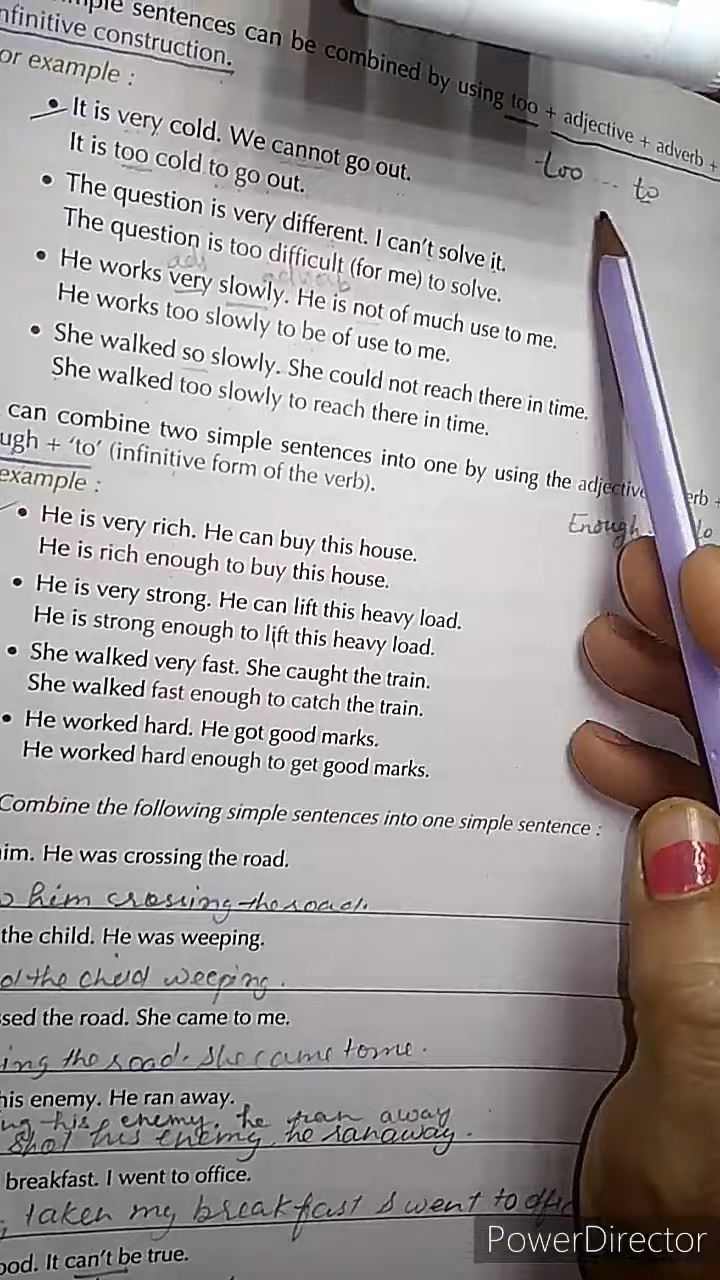 mple sentences can be combined by using too + adjective + adverb +
nfinitive construction.
or example :
• It is very cold. We cannot go out.
It is too cold to go out.
too ... to
• The question is very different. I can't solve it.
The question is too difficult (for me) to solve.
adj adverb
• He works very slowly. He is not of much use to me.
He works too slowly to be of use to me.
• She walked so slowly. She could not reach there in time.
She walked too slowly to reach there in time.
can combine two simple sentences into one by using the adjective erb +
ugh + 'to' (infinitive form of the verb).
Enough to
example :
• He is very rich. He can buy this house.
He is rich enough to buy this house.
• He is very strong. He can lift this heavy load.
He is strong enough to lift this heavy load.
• She walked very fast. She caught the train.
She walked fast enough to catch the train.
• He worked hard. He got good marks.
He worked hard enough to get good marks.
Combine the following simple sentences into one simple sentence :
im. He was crossing the road.
him crossing the road.
the child. He was weeping.
the child weeping.
sed the road. She came to me.
ing the road. She came to me.
his enemy. He ran away.
ng his enemy, he ran away
shot his enemy, he ran away.
breakfast. I went to office.
taken my breakfast I went to offi
ood. It can't be true.
PowerDirector